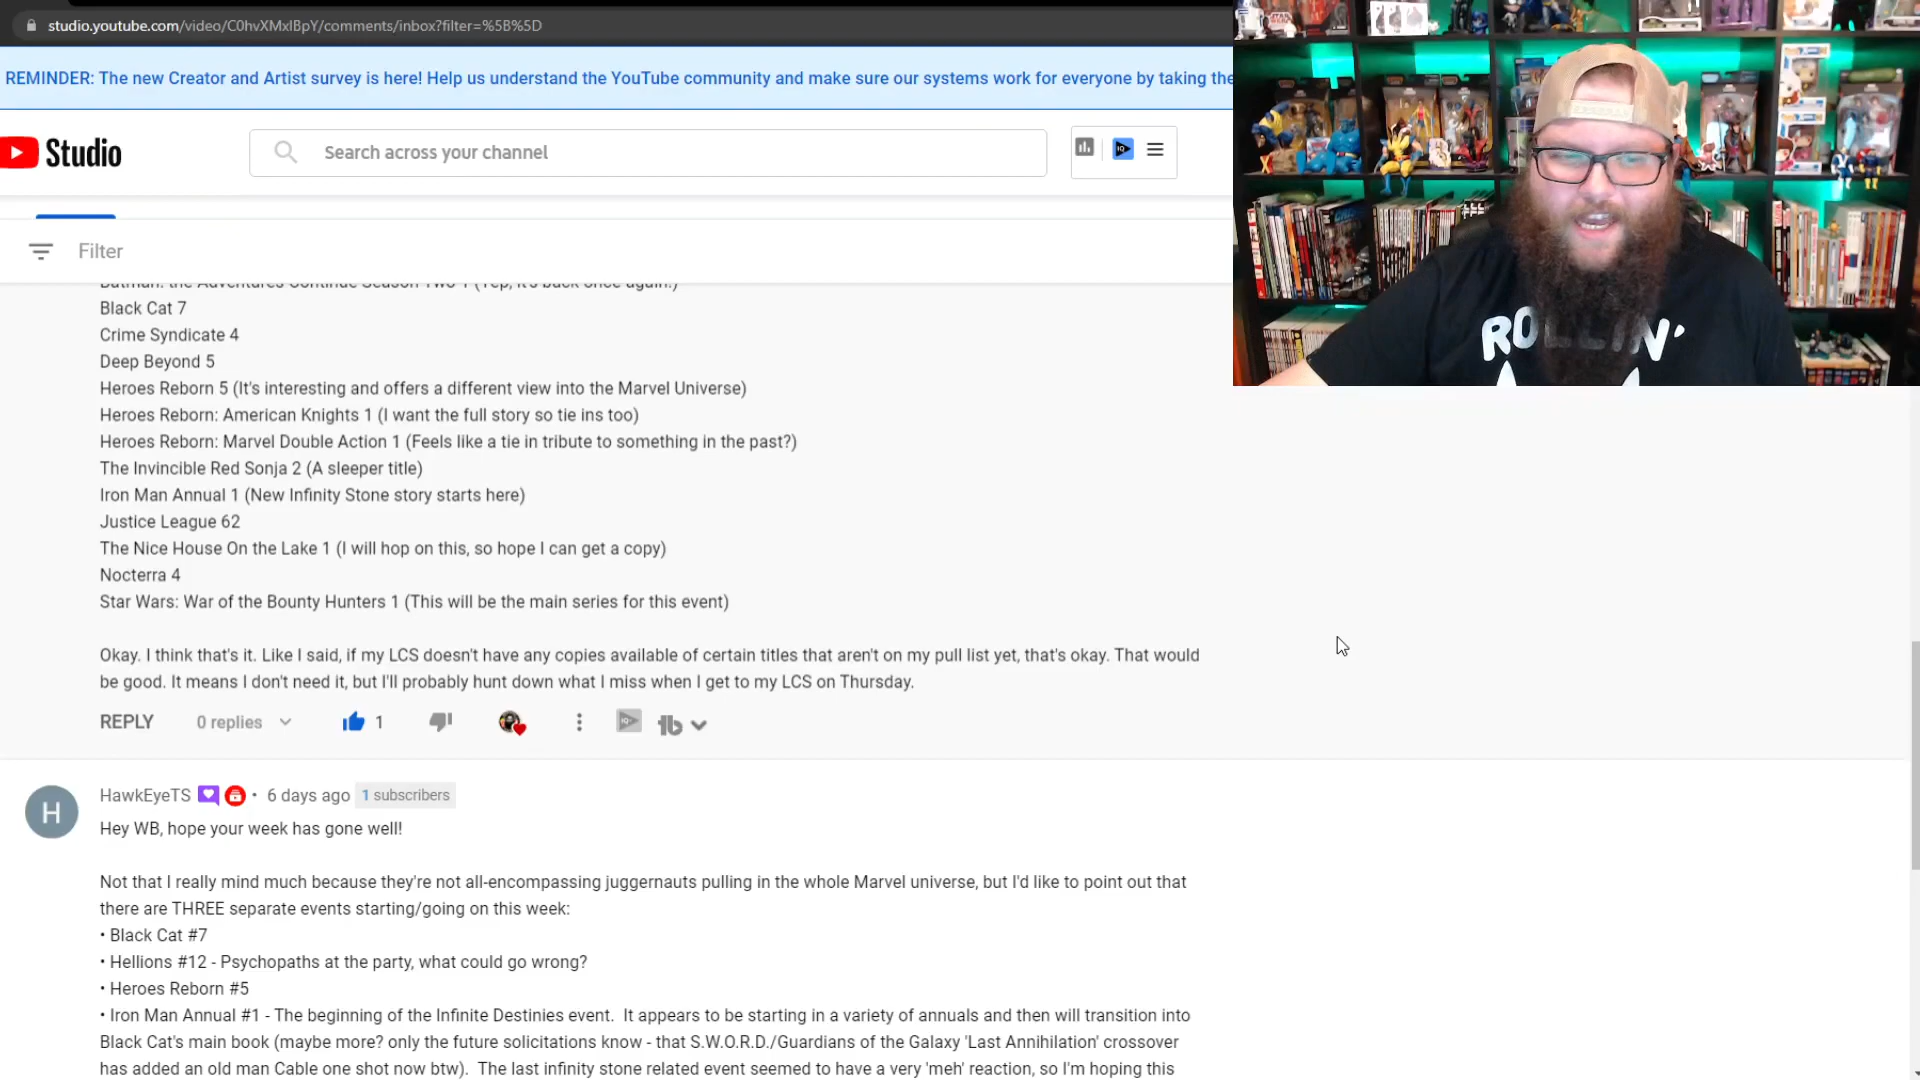 studio.youtube.com/video/C0hvXMxlBpY/comments/inbox?filter=%5B%5D
REMINDER: The new Creator and Artist survey is here! Help us understand the YouTube community and make sure our systems work for everyone by taking the
Studio
Search across your channel
Filter
Batman: the Adventures Continue Season Two 1 (Yep, it's back once again!)
Black Cat 7
Crime Syndicate 4
Deep Beyond 5
Heroes Reborn 5 (It's interesting and offers a different view into the Marvel Universe)
Heroes Reborn: American Knights 1 (I want the full story so tie ins too)
Heroes Reborn: Marvel Double Action 1 (Feels like a tie in tribute to something in the past?)
The Invincible Red Sonja 2 (A sleeper title)
Iron Man Annual 1 (New Infinity Stone story starts here)
Justice League 62
The Nice House On the Lake 1 (I will hop on this, so hope I can get a copy)
Nocterra 4
Star Wars: War of the Bounty Hunters 1 (This will be the main series for this event)
Okay. I think that's it. Like I said, if my LCS doesn't have any copies available of certain titles that aren't on my pull list yet, that's okay. That would
be good. It means I don't need it, but I'll probably hunt down what I miss when I get to my LCS on Thursday.
REPLY 0 replies 1
H
HawkEyeTS • 6 days ago 1 subscribers
Hey WB, hope your week has gone well!
Not that I really mind much because they're not all-encompassing juggernauts pulling in the whole Marvel universe, but I'd like to point out that
there are THREE separate events starting/going on this week:
• Black Cat #7
• Hellions #12 - Psychopaths at the party, what could go wrong?
• Heroes Reborn #5
• Iron Man Annual #1 - The beginning of the Infinite Destinies event. It appears to be starting in a variety of annuals and then will transition into
Black Cat's main book (maybe more? only the future solicitations know - that S.W.O.R.D./Guardians of the Galaxy 'Last Annihilation' crossover
has added an old man Cable one shot now btw). The last infinity stone related event seemed to have a very 'meh' reaction, so I'm hoping this
ROLLIN'